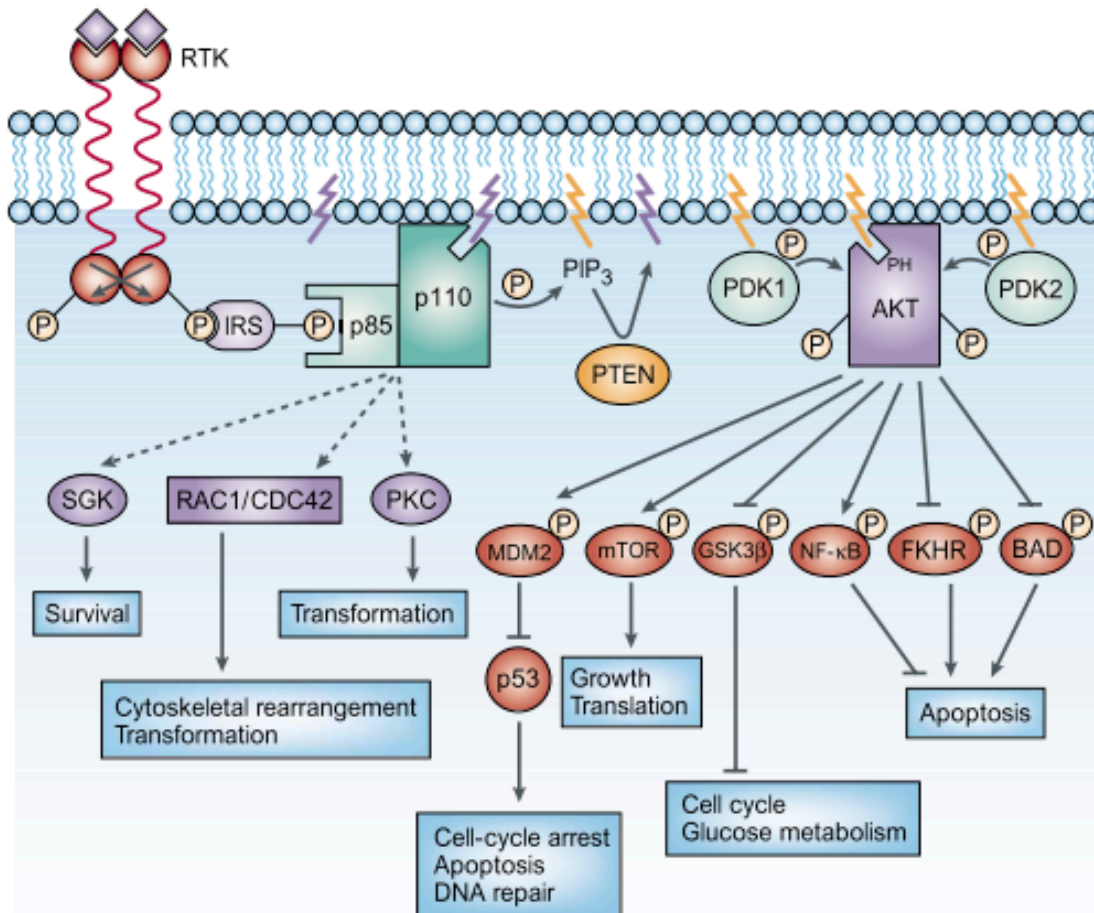 RTK
P
P
IRS
P
p85
p110
P
PIP3
PTEN
PDK1
P
PH
AKT
P
P
P
PDK2
SGK
RAC1/CDC42
PKC
MDM2
P
mTOR
P
GSK3β
P
NF-κB
P
FKHR
P
BAD
P
Survival
Transformation
Cytoskeletal rearrangement
Transformation
p53
Growth
Translation
Apoptosis
Cell cycle
Glucose metabolism
Cell-cycle arrest
Apoptosis
DNA repair